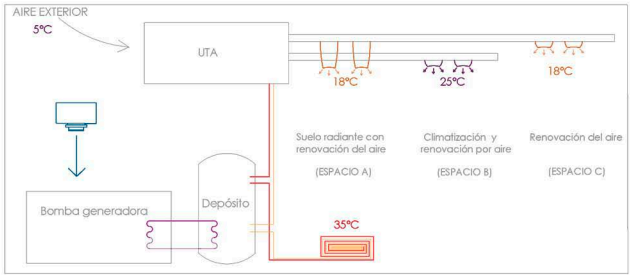 AIRE EXTERIOR
5ºC
UTA
18ºC
25ºC
18ºC
Suelo radiante con
renovación del aire
(ESPACIO A)
Climatización y
renovación por aire
(ESPACIO B)
Renovación del aire
(ESPACIO C)
Bomba generadora
Depósito
35ºC